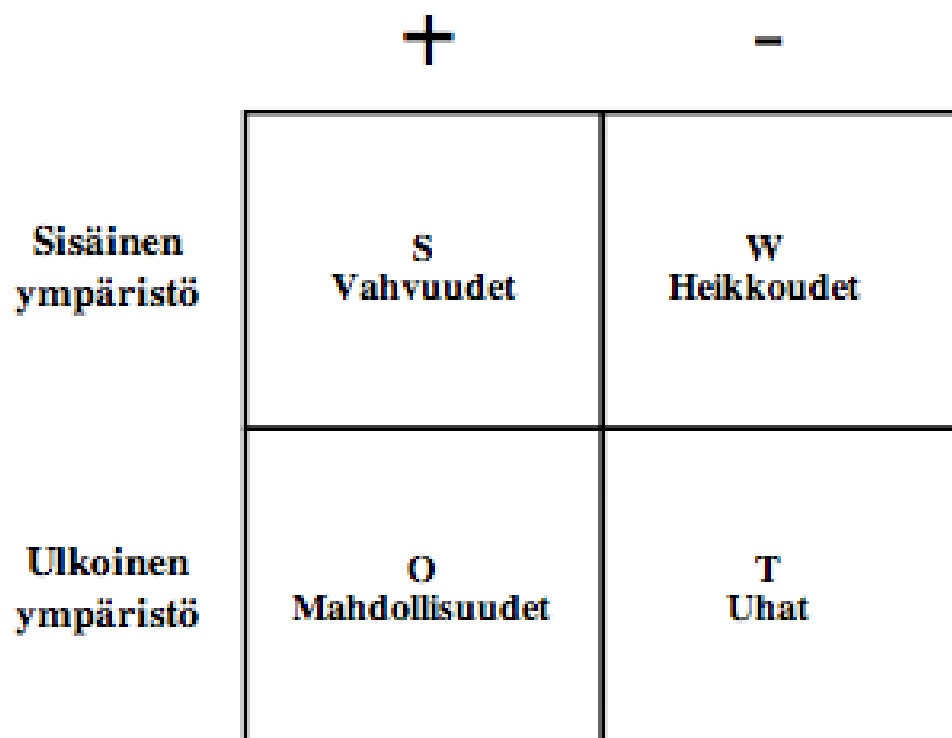 + -
Sisäinen
ympäristö
S
Vahvuudet
W
Heikkoudet
Ulkoinen
ympäristö
O
Mahdollisuudet
T
Uhat